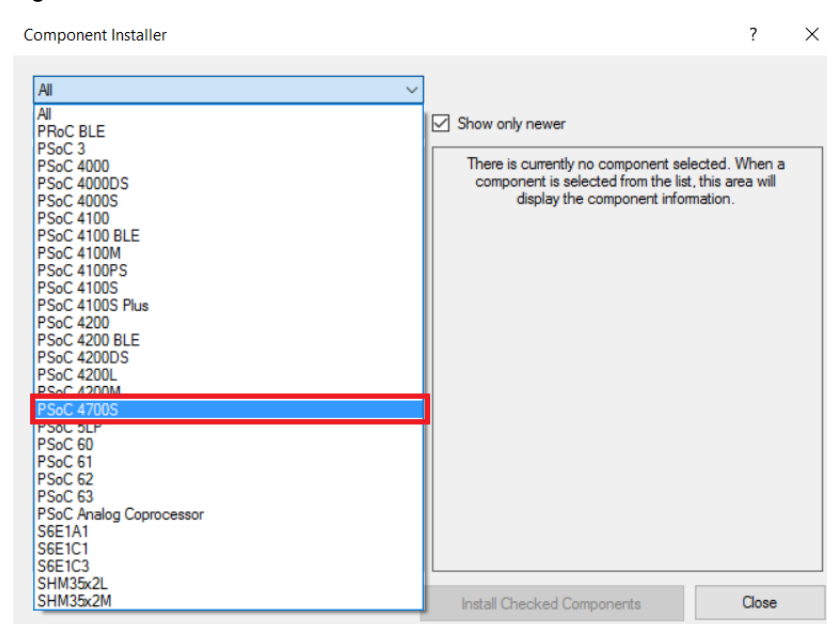 Component Installer
?
All
All
PRoC BLE
PSoC 3
PSoC 4000
PSoC 4000DS
PSoC 4000S
PSoC 4100
PSoC 4100 BLE
PSoC 4100M
PSoC 4100PS
PSoC 4100S
PSoC 4100S Plus
PSoC 4200
PSoC 4200 BLE
PSoC 4200DS
PSoC 4200L
PSoC 4200M
PSoC 4700S
PSoC 5LP
PSoC 60
PSoC 61
PSoC 62
PSoC 63
PSoC Analog Coprocessor
S6E1A1
S6E1C1
S6E1C3
SHM35x2L
SHM35x2M
Show only newer
There is currently no component selected. When a
component is selected from the list, this area will
display the component information.
Install Checked Components
Close